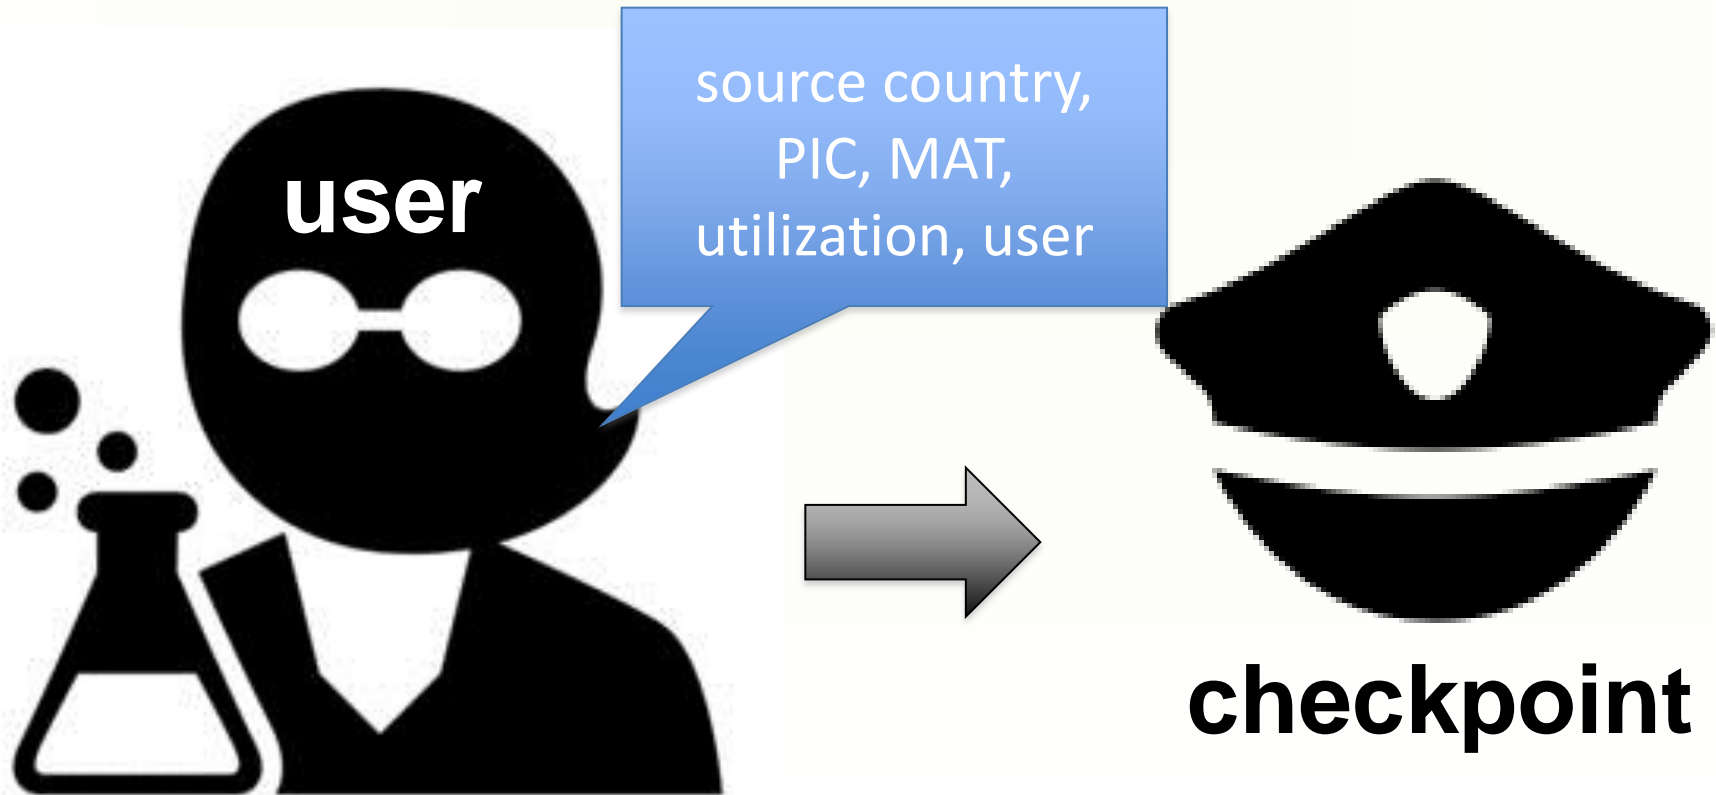 user
source country,
PIC, MAT,
utilization, user
checkpoint